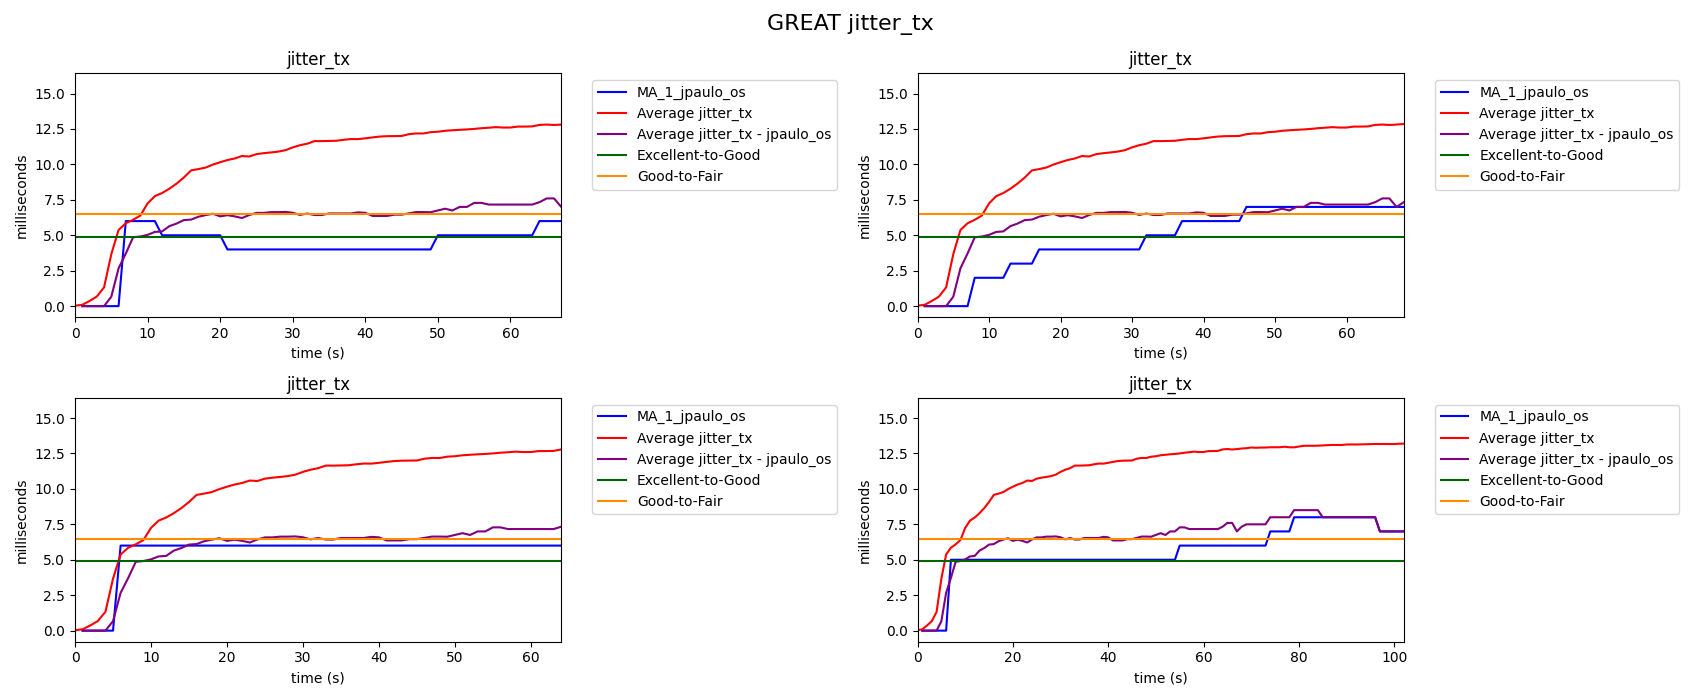 GREAT jitter_tx
jitter_tx
15.0
12.5
10.0
7.5
5.0
2.5
0.0
milliseconds
0 10 20 30 40 50 60
time (s)
MA_1_jpaulo_os
Average jitter_tx
Average jitter_tx - jpaulo_os
Excellent-to-Good
Good-to-Fair
jitter_tx
15.0
12.5
10.0
7.5
5.0
2.5
0.0
milliseconds
0 10 20 30 40 50 60
time (s)
MA_1_jpaulo_os
Average jitter_tx
Average jitter_tx - jpaulo_os
Excellent-to-Good
Good-to-Fair
jitter_tx
15.0
12.5
10.0
7.5
5.0
2.5
0.0
milliseconds
0 10 20 30 40 50 60
time (s)
MA_1_jpaulo_os
Average jitter_tx
Average jitter_tx - jpaulo_os
Excellent-to-Good
Good-to-Fair
jitter_tx
15.0
12.5
10.0
7.5
5.0
2.5
0.0
milliseconds
0 20 40 60 80 100
time (s)
MA_1_jpaulo_os
Average jitter_tx
Average jitter_tx - jpaulo_os
Excellent-to-Good
Good-to-Fair